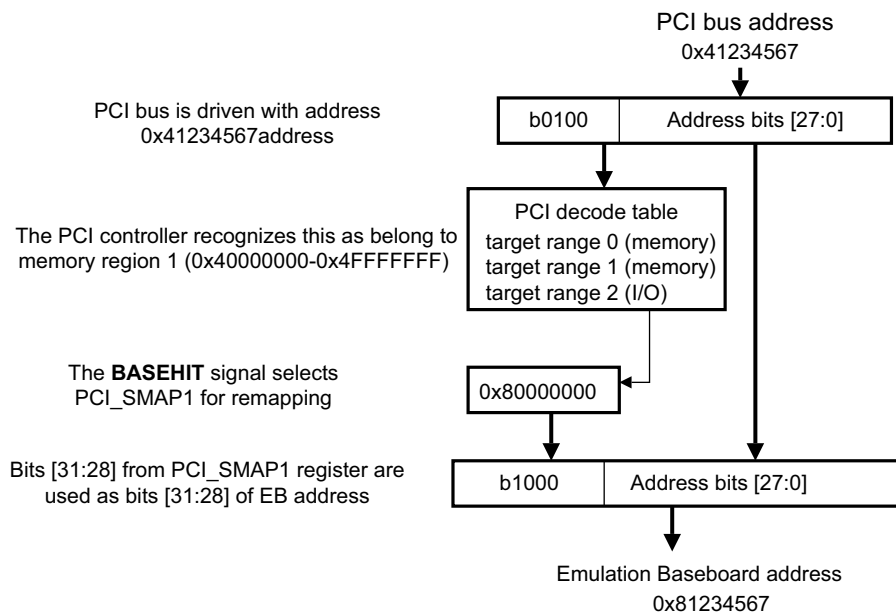 PCI bus address
0x41234567
PCI bus is driven with address
0x41234567address
b0100 Address bits [27:0]
PCI decode table
The PCI controller recognizes this as belong to
memory region 1 (0x40000000-0x4FFFFFFF)
target range 0 (memory)
target range 1 (memory)
target range 2 (I/O)
The BASEHIT signal selects
PCI_SMAP1 for remapping
0x80000000
Bits [31:28] from PCI_SMAP1 register are
used as bits [31:28] of EB address
b1000 Address bits [27:0]
Emulation Baseboard address
0x81234567